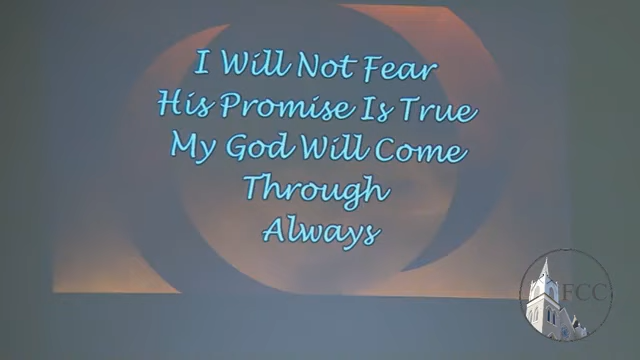 I Will Not Fear
His Promise Is True
My God Will Come
Through
Always
FCC